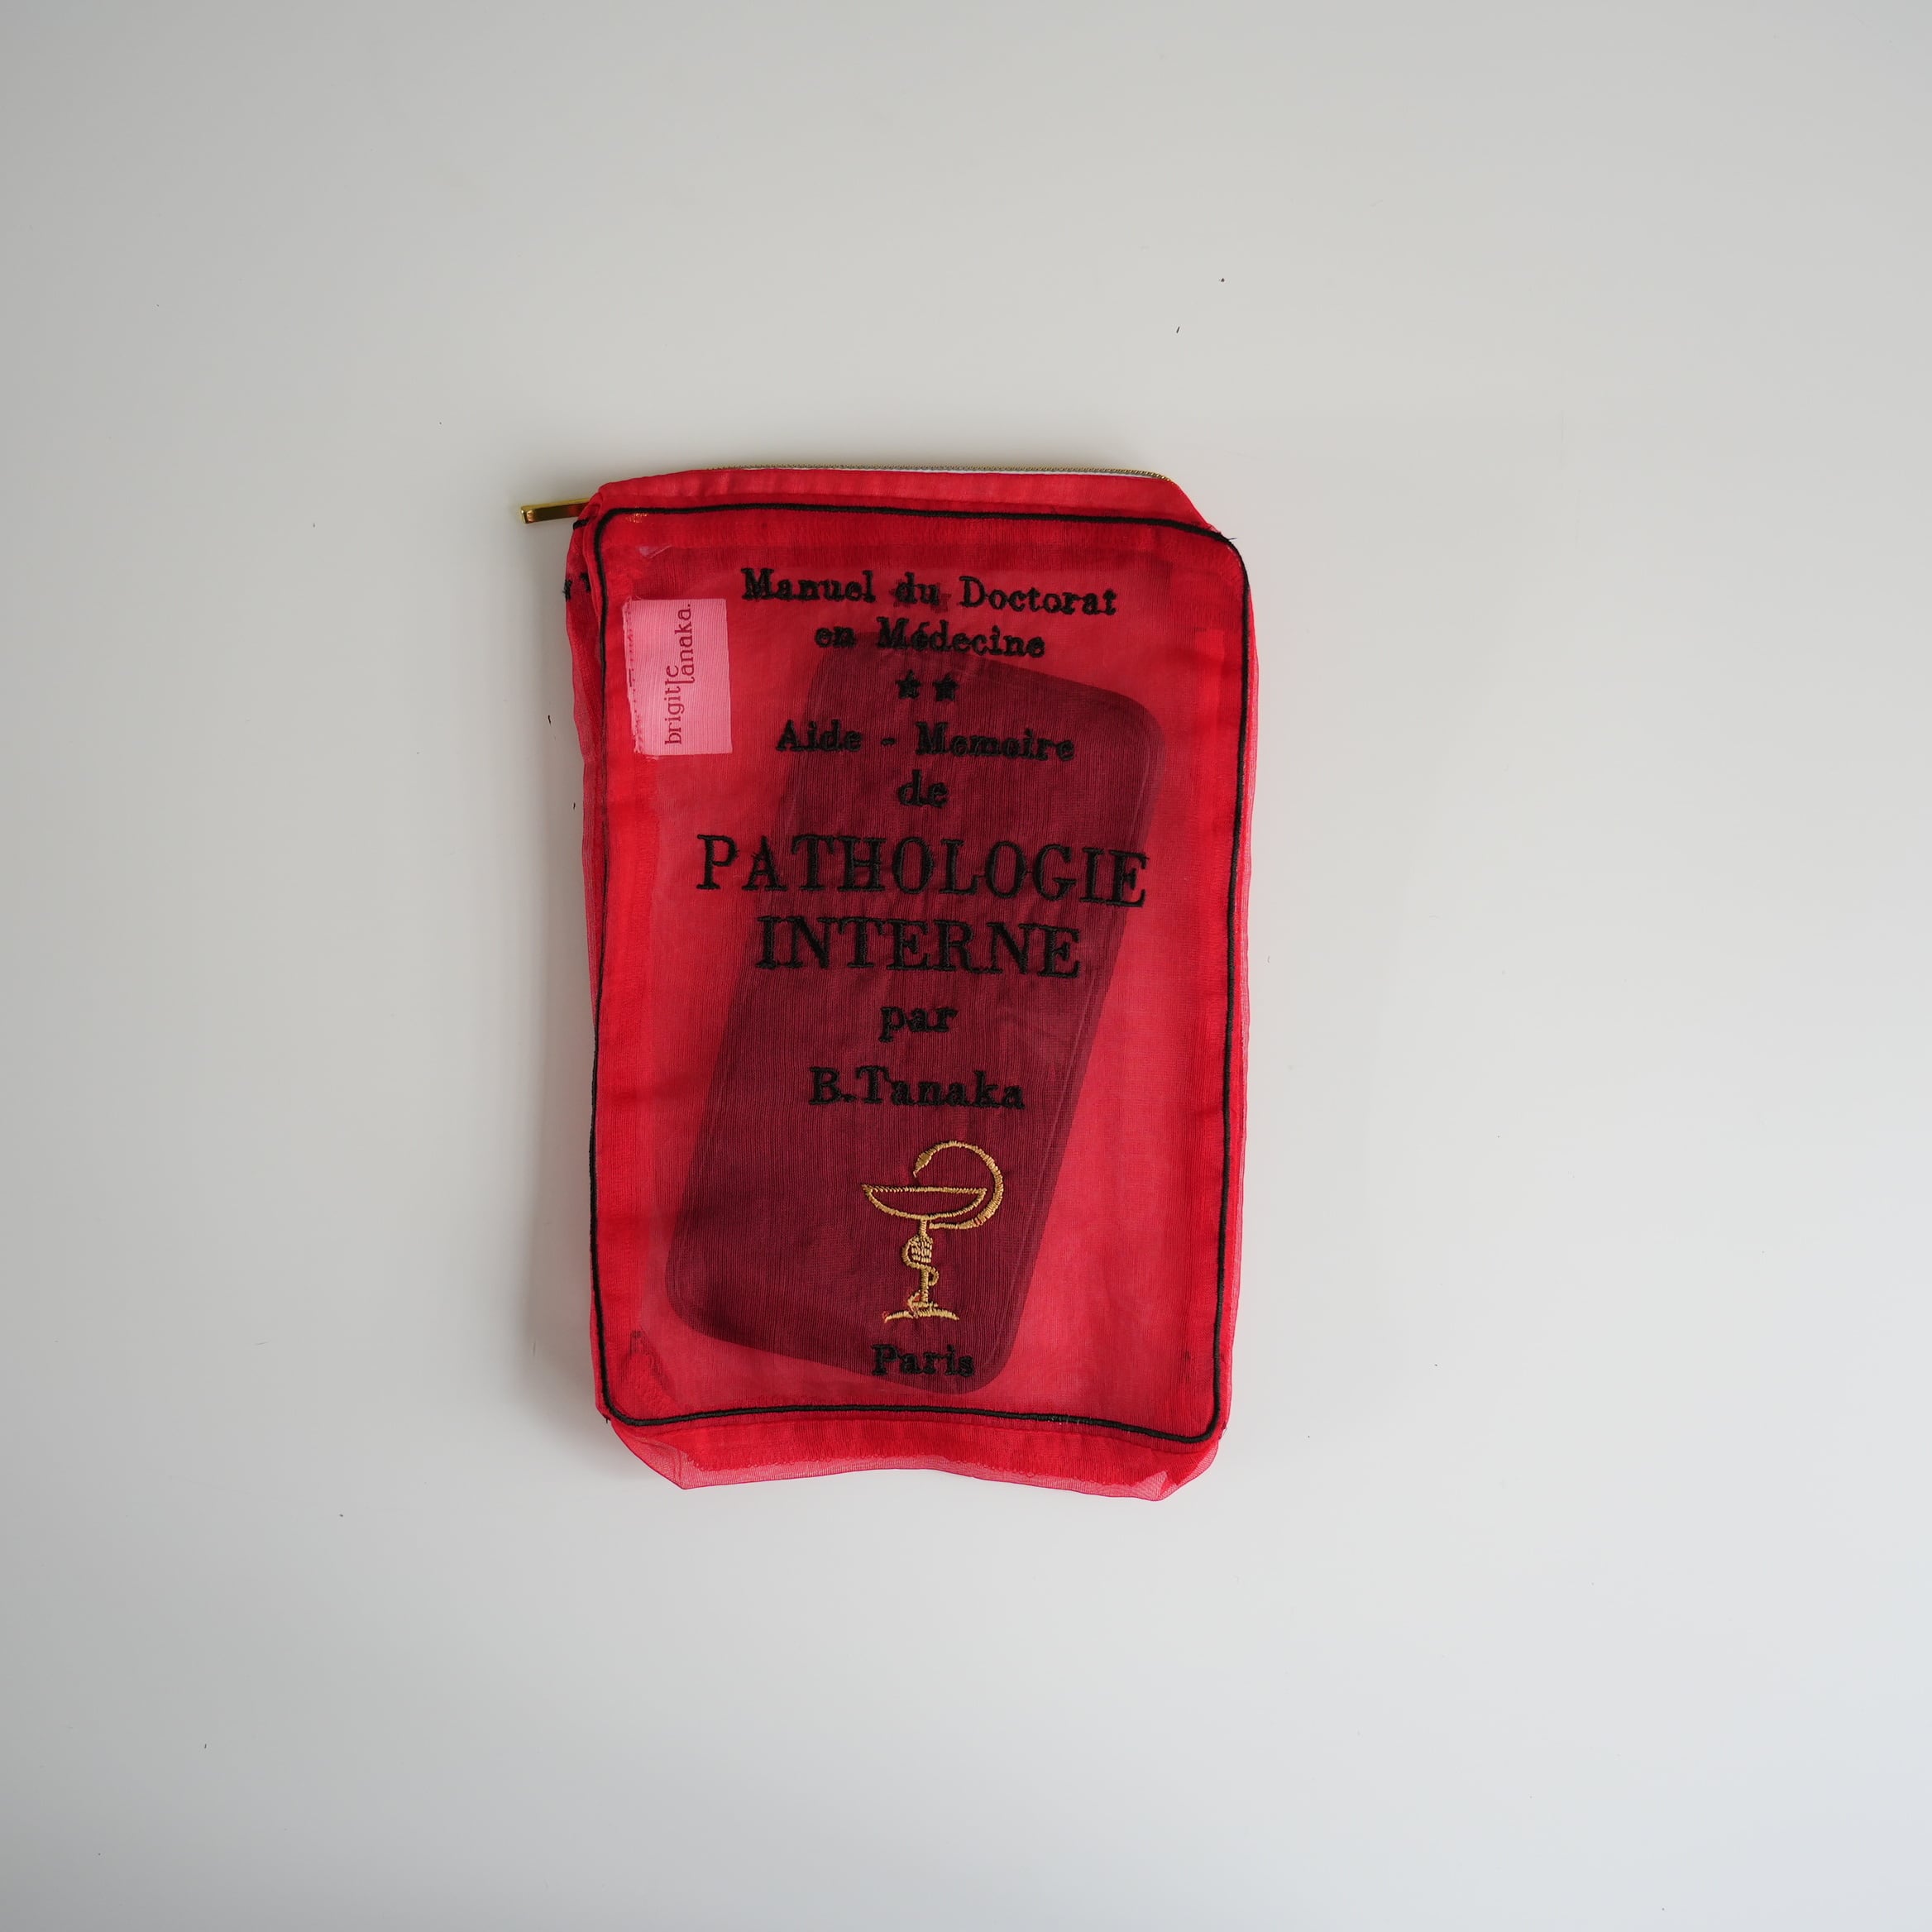 Manuel du Doctorat
en Médecine
brigitte
tanaka.
Aide - Memoire
de
PATHOLOGIE
INTERNE
par
B.Tanaka
Paris